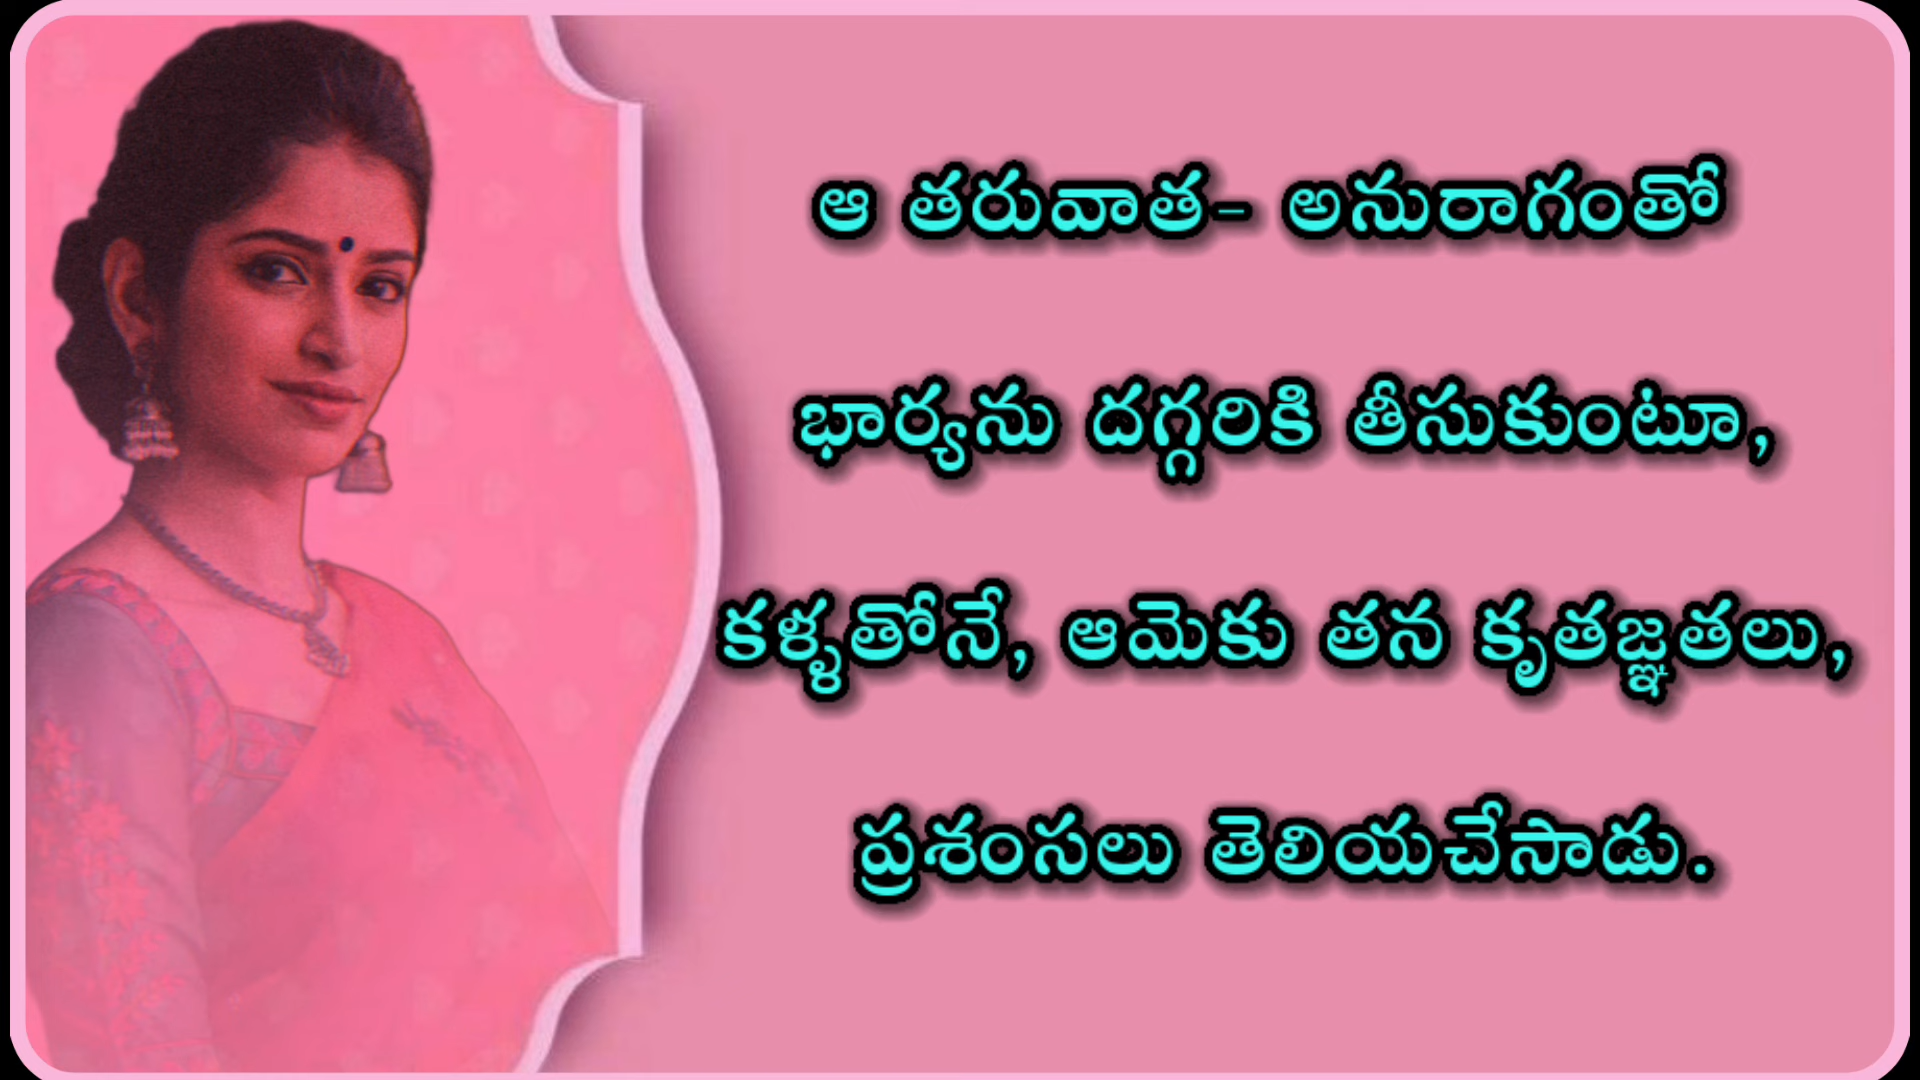 ఆ తరువాత- అనురాగంతో
భార్యను దగ్గరికి తీసుకుంటూ,
కళ్ళతోనే, ఆమెకు తన కృతజ్ఞతలు,
ప్రశంసలు తెలియచేసాడు.